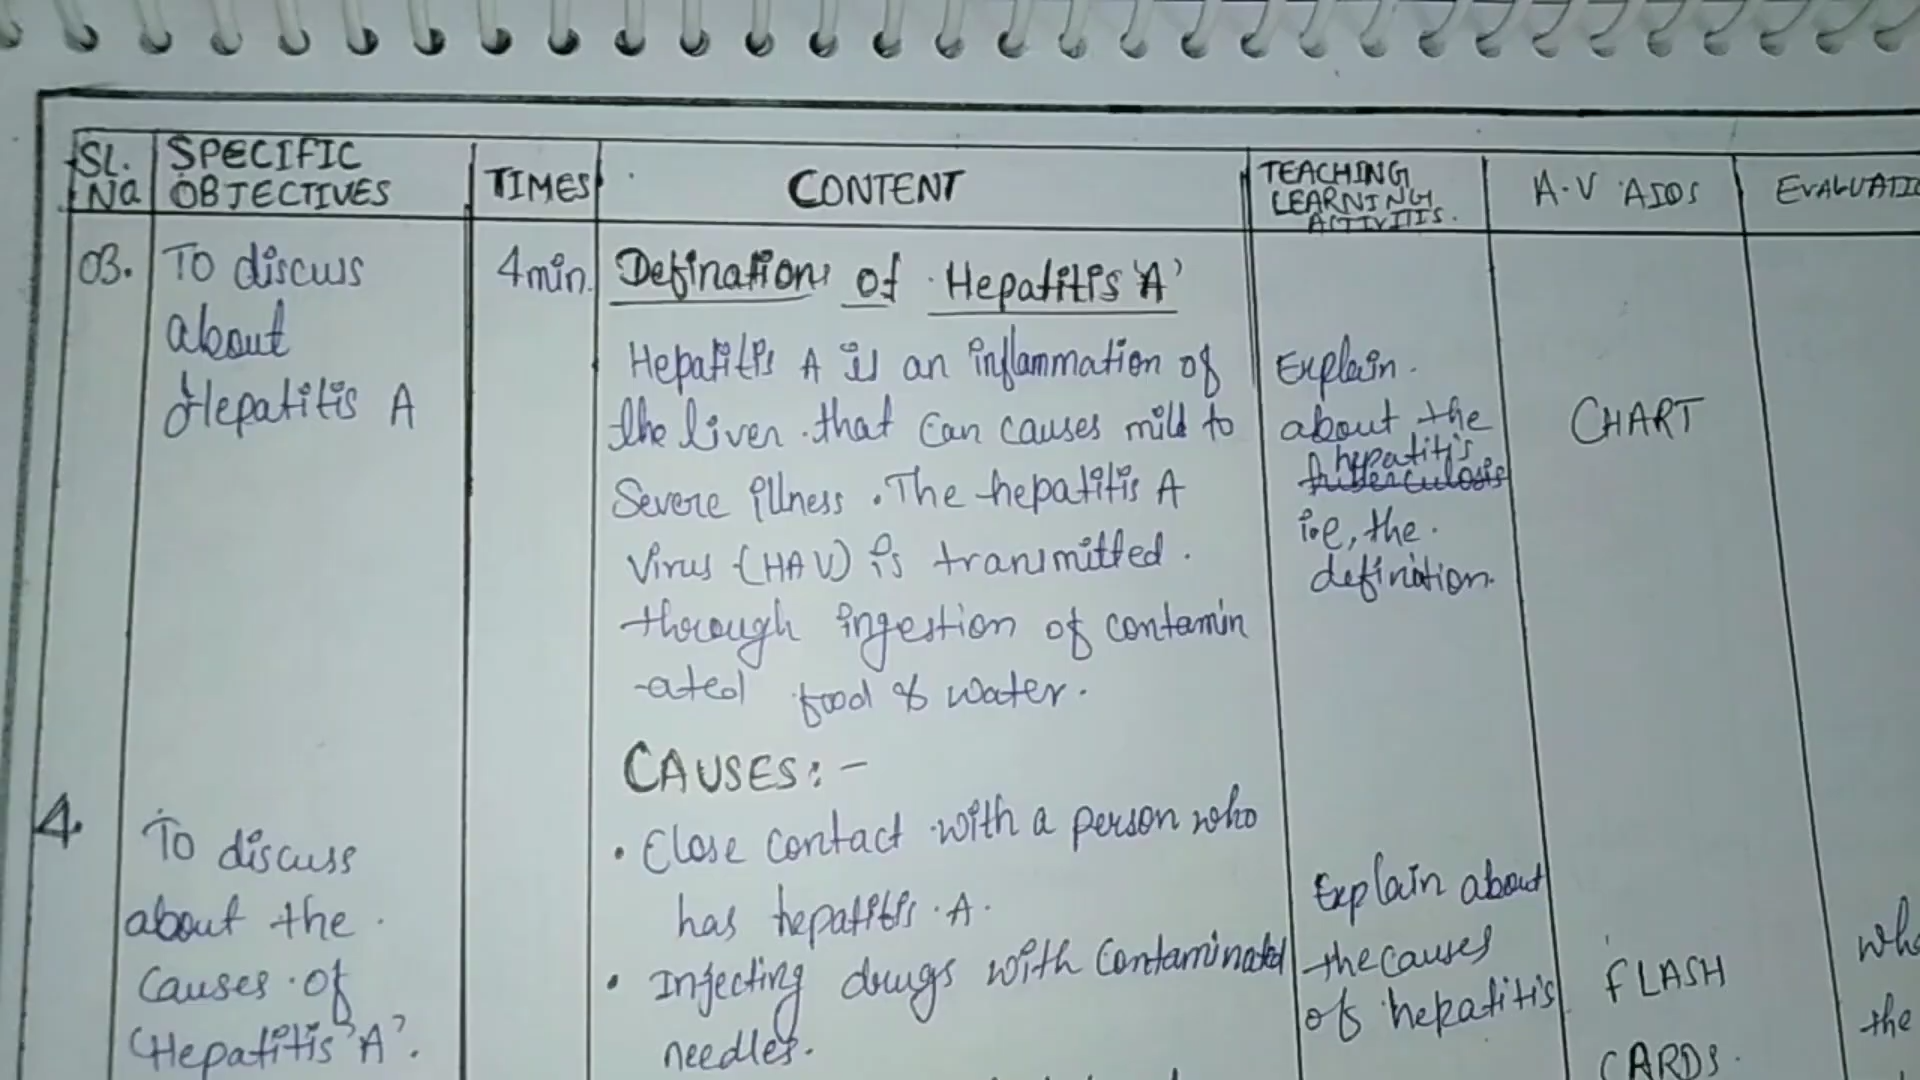 SL. No
SPECIFIC OBJECTIVES
TIMES
CONTENT
TEACHING LEARNING ACTIVITIES.
A.V AIDS
03.
To discuss
about
Hepatitis A
4min.
Definations of Hepatitis 'A'
Hepatitis A is an inflammation of
the liver that can causes mild to
Severe illness. The hepatitis A
Virus (HAV) is transmitted
through ingestion of contamin
-ated food & water.
Explain
about the
hepatitis
tuberculosis
i.e, the
definition.
CHART
CAUSES:-
4.
To discuss
about the
causes of
Hepatitis 'A'.
• Close contact with a person who
has hepatitis A.
• Injecting drugs with contaminated
needles.
Explain about
the causes
of hepatitis
FLASH
CARDS.
the